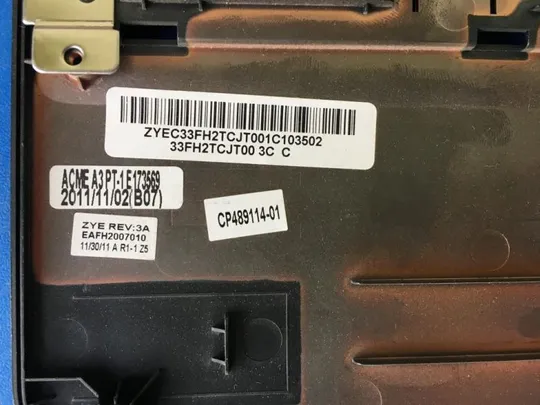 ZYEC33FH2TCJT001C103502
33FH2TCJT00 3C C
ACME A3 PT-1 E173569
2011/11/02(B07)
CP489114-01
ZYE REV:3A
EAFH2007010
11/30/11 A R1-1 Z5